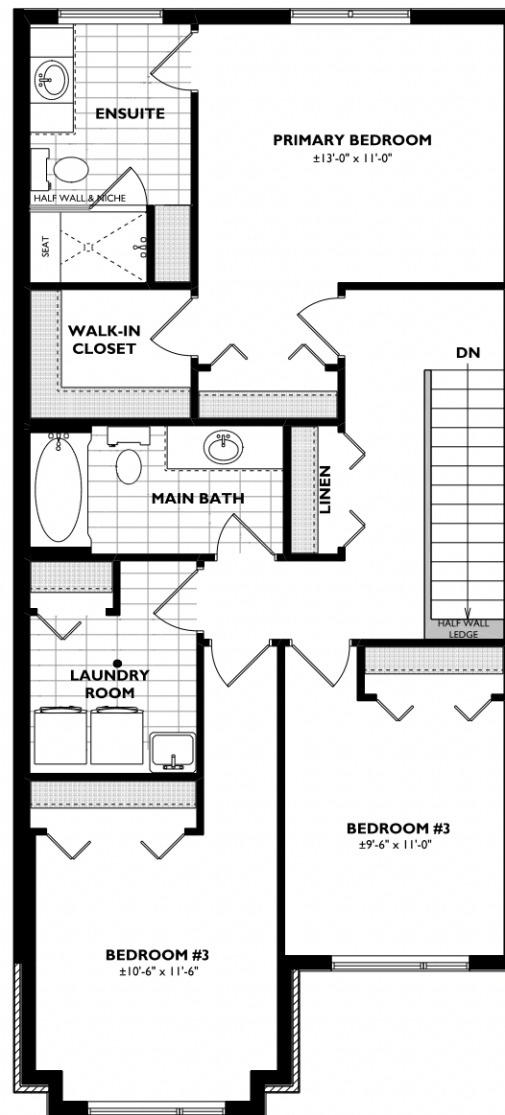 ENSUITE
PRIMARY BEDROOM
±13'-0" x 11'-0"
HALF WALL & NICHE
SEAT
WALK-IN
CLOSET
DN
MAIN BATH
LINEN
HALF WALL
LEDGE
LAUNDRY
ROOM
BEDROOM #3
±9'-6" x 11'-0"
BEDROOM #3
±10'-6" x 11'-6"